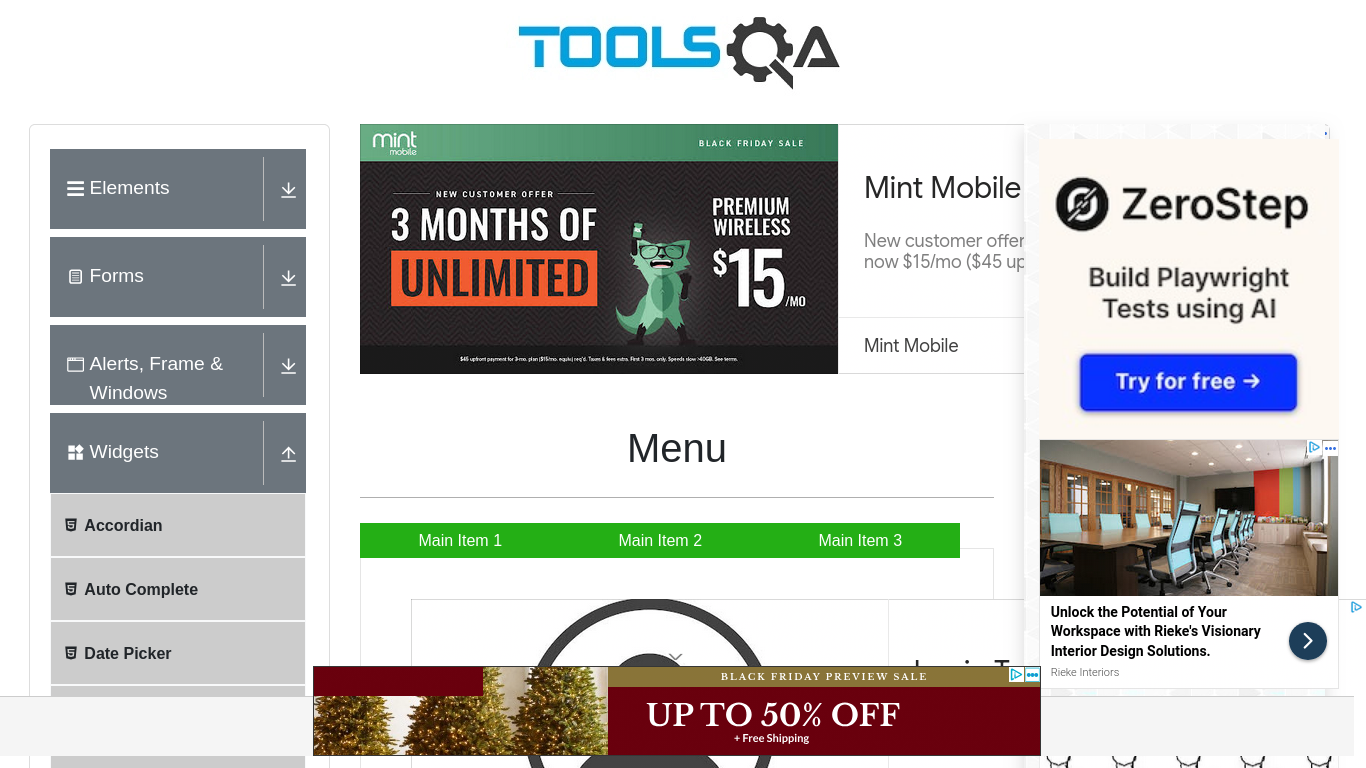 TOOLSQA
Elements
Forms
Alerts, Frame &
Windows
Widgets
Accordian
Auto Complete
Date Picker
mint
mobile
BLACK FRIDAY SALE
NEW CUSTOMER OFFER
3 MONTHS OF
UNLIMITED
PREMIUM
WIRELESS
$15/MO
$45 upfront payment for 3-mo. plan ($15/mo. equiv.) req'd. Taxes & fees extra. First 3 mos. only. Speeds slow >40GB. See terms.
Mint Mobile
New customer offer
now $15/mo ($45 up
Mint Mobile
Menu
Main Item 1
Main Item 2
Main Item 3
BLACK FRIDAY PREVIEW SALE
UP TO 50% OFF
+ Free Shipping
ZeroStep
Build Playwright
Tests using AI
Try for free →
Unlock the Potential of Your
Workspace with Rieke's Visionary
Interior Design Solutions.
Rieke Interiors